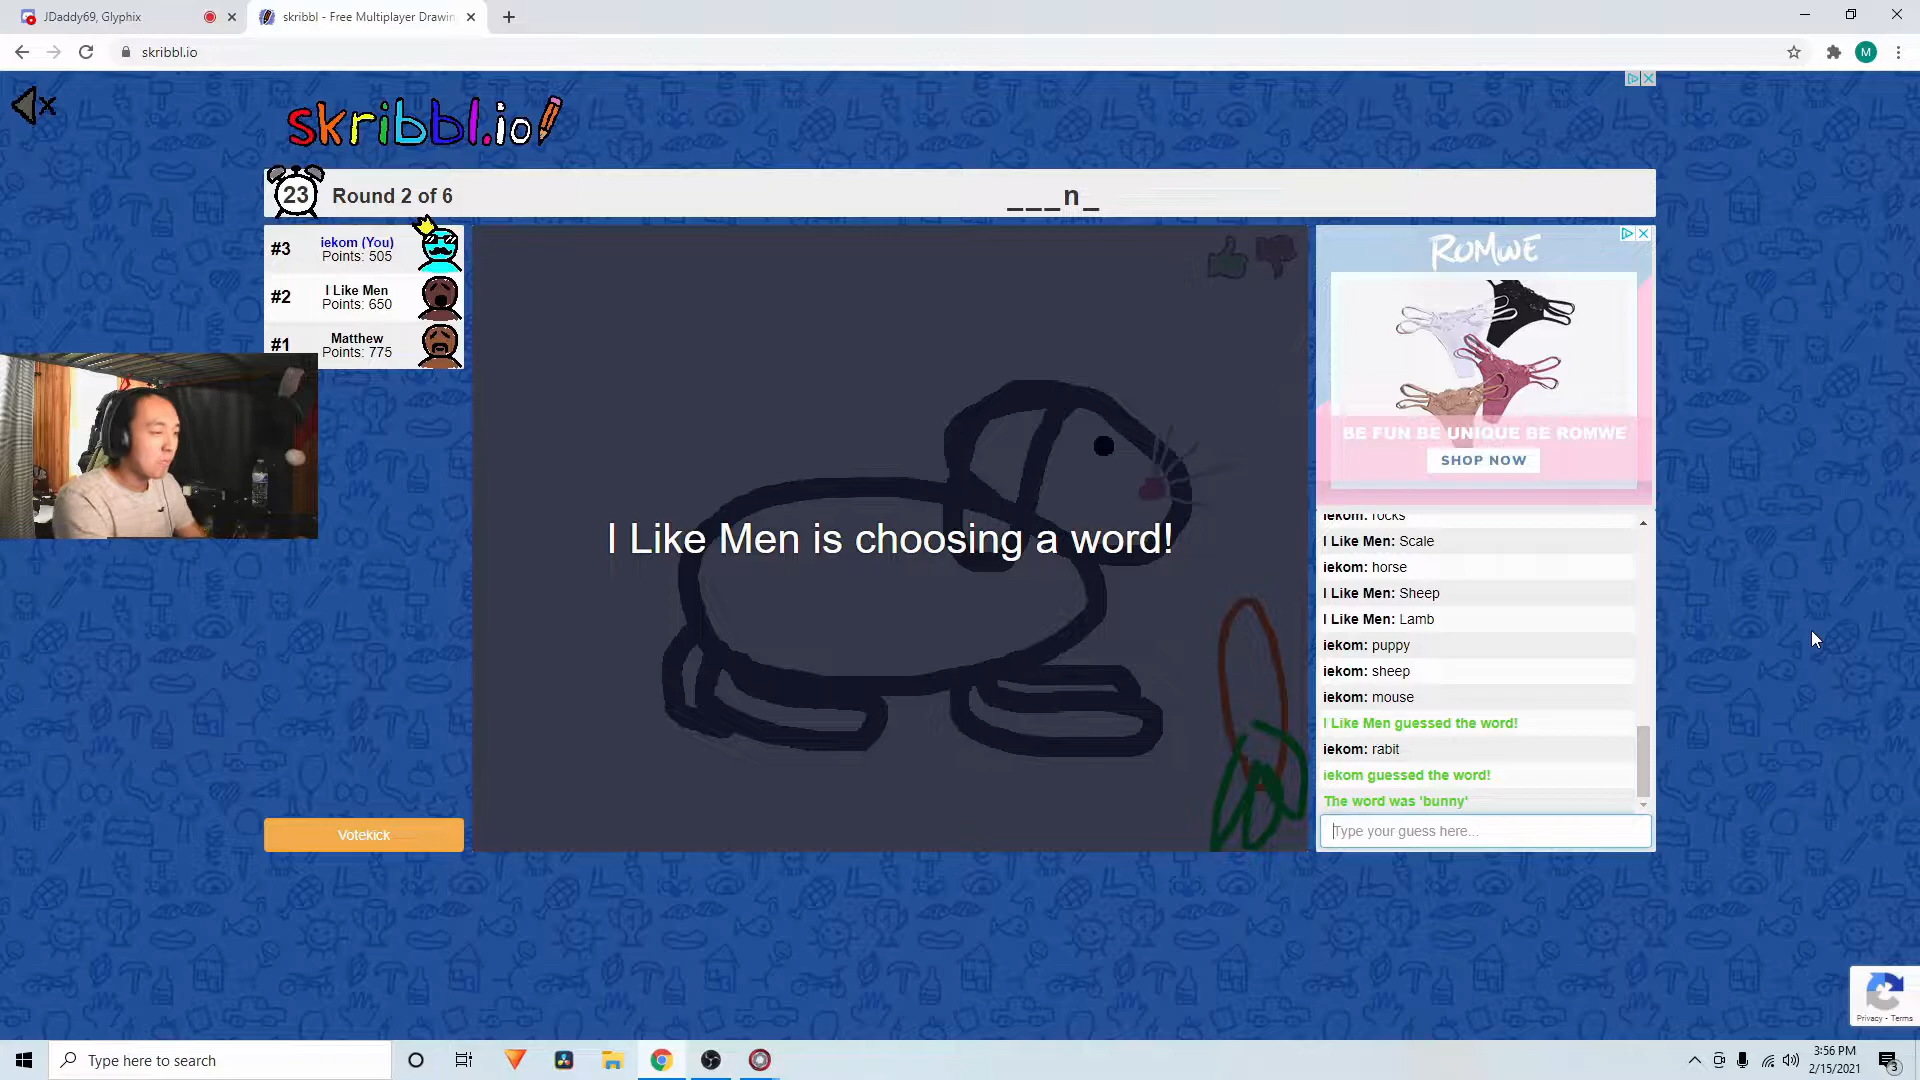 JDaddy69, Glyphix
skribbl - Free Multiplayer Drawin
skribbl.io
skribbl.io
23
Round 2 of 6
___n_
#3
iekom (You)
Points: 505
#2
I Like Men
Points: 650
#1
Matthew
Points: 775
Votekick
I Like Men is choosing a word!
ROMWE
BE FUN BE UNIQUE BE ROMWE
SHOP NOW
iekom: rocks
I Like Men: Scale
iekom: horse
I Like Men: Sheep
I Like Men: Lamb
iekom: puppy
iekom: sheep
iekom: mouse
I Like Men guessed the word!
iekom: rabit
iekom guessed the word!
The word was 'bunny'
Type your guess here...
Privacy - Terms
M
Type here to search
3:56 PM
2/15/2021
3